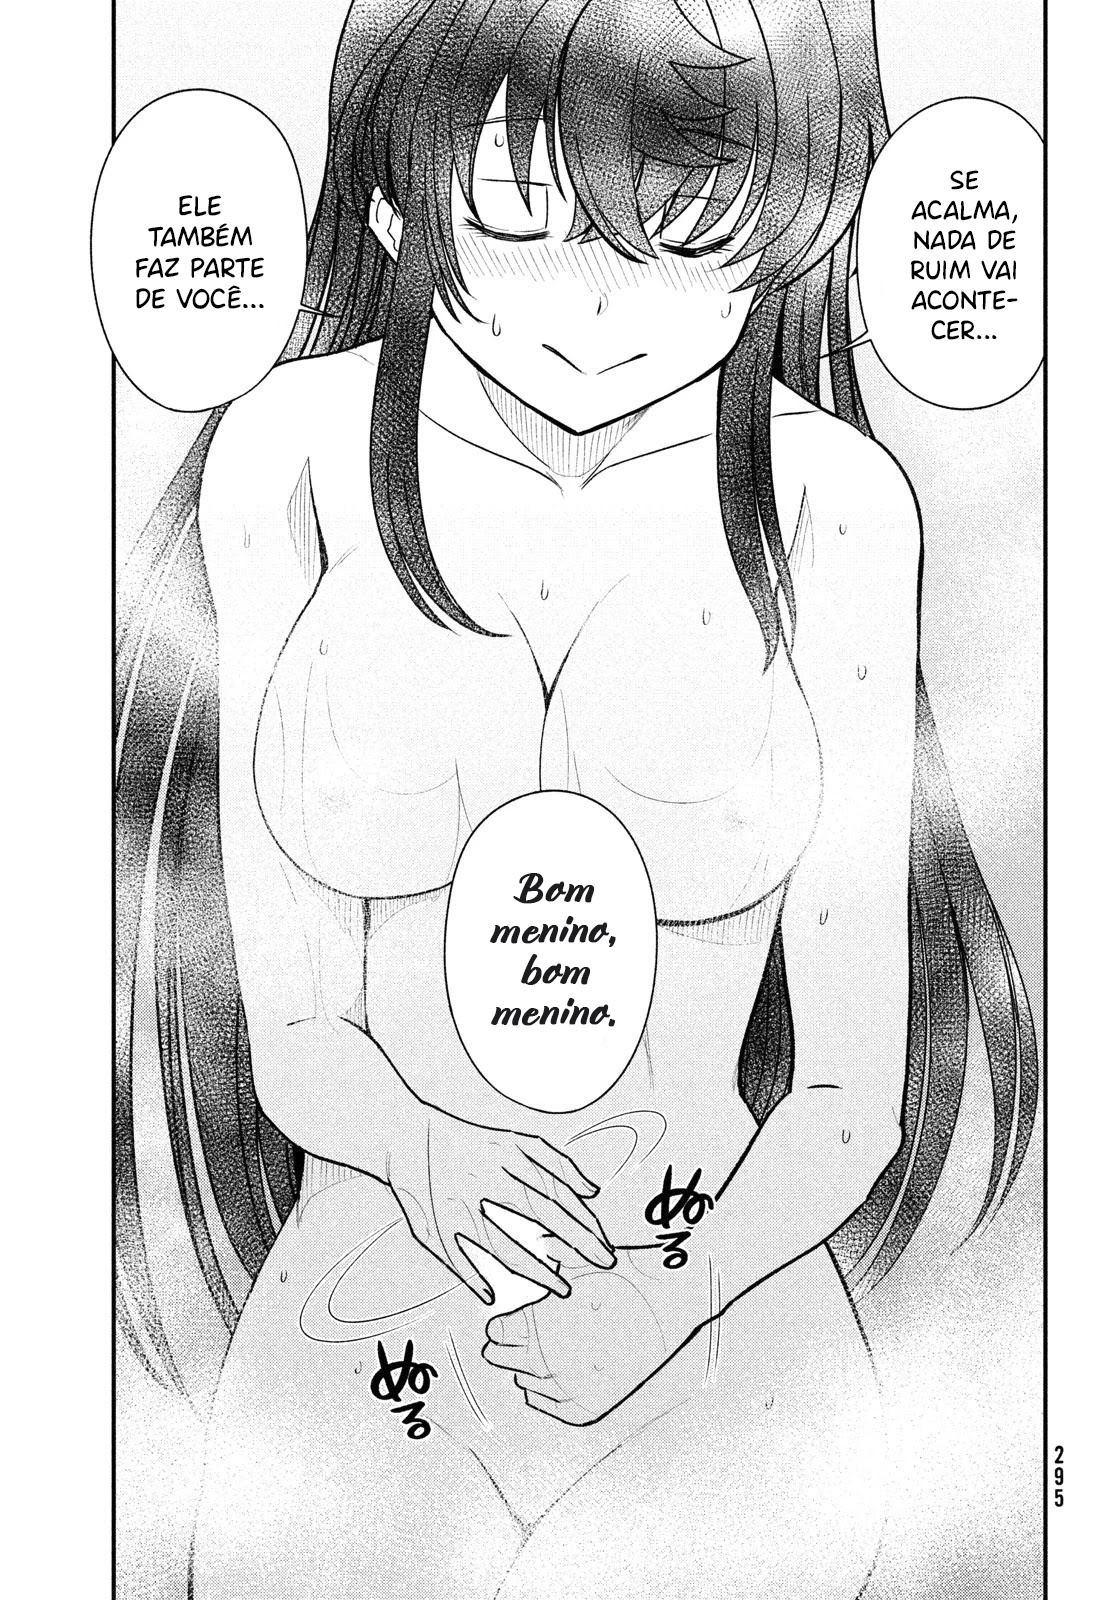 SE
ACALMA,
NADA DE
RUIM VAI
ACONTE-
CER...
ELE
TAMBÉM
FAZ PARTE
DE VOCÊ...
Bom
menino,
bom
menino.
ぬる
ぬる
295